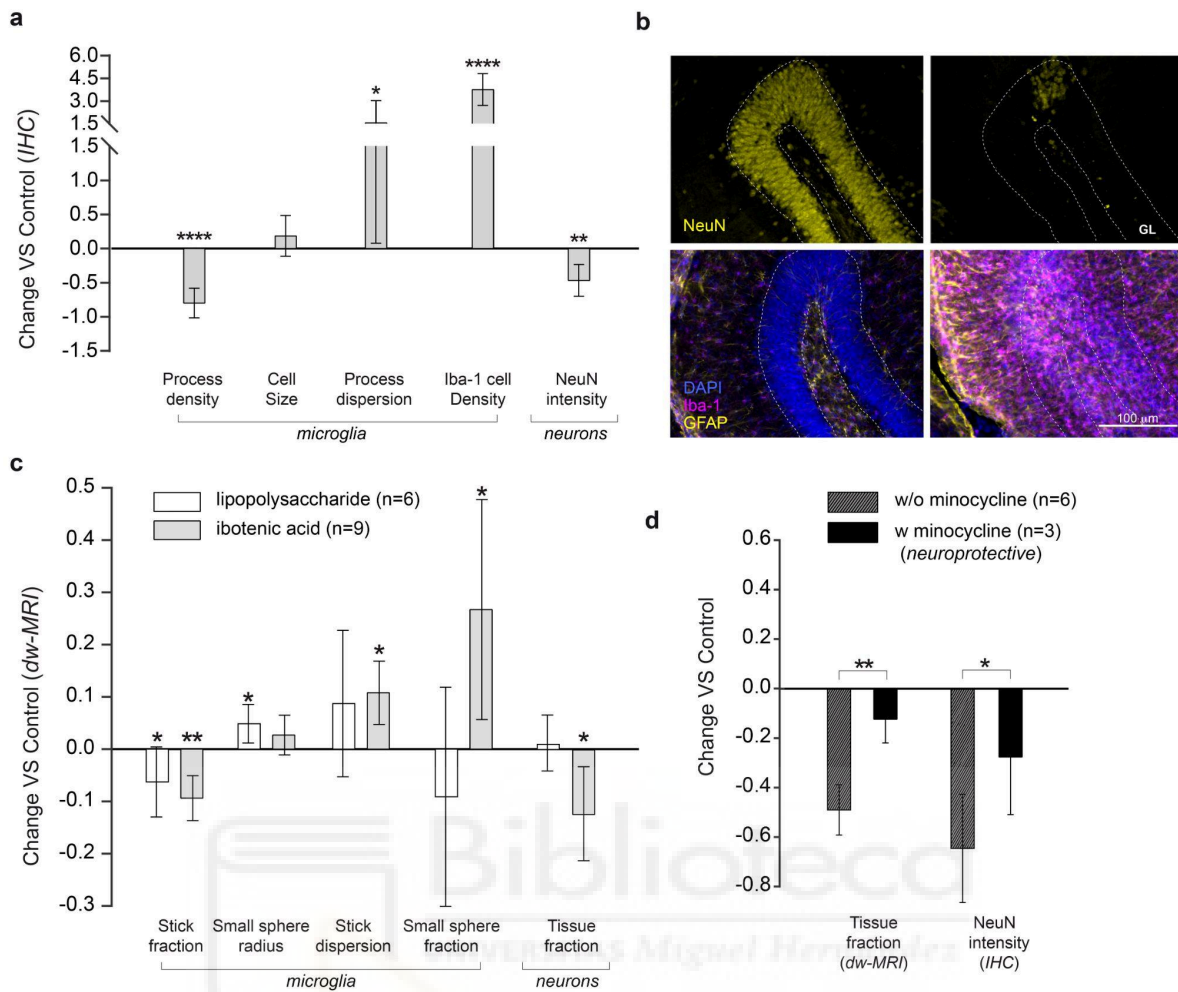 a
Change VS Control (IHC)
6.0
4.5
3.0
1.5
1.5
1.0
0.5
0.0
-0.5
-1.0
-1.5
****
*
****
**
Process density
Cell Size
Process dispersion
Iba-1 cell Density
NeuN intensity
microglia
neurons
b
NeuN
GL
DAPI
Iba-1
GFAP
100 µm
c
Change VS Control (dw-MRI)
0.5
0.4
0.3
0.2
0.1
0.0
-0.1
-0.2
-0.3
lipopolysaccharide (n=6)
ibotenic acid (n=9)
*
**
*
*
*
*
Stick fraction
Small sphere radius
Stick dispersion
Small sphere fraction
Tissue fraction
microglia
neurons
d
w/o minocycline (n=6)
w minocycline (n=3)
(neuroprotective)
Change VS Control
0.6
0.4
0.2
0.0
-0.2
-0.4
-0.6
-0.8
**
*
Tissue fraction (dw-MRI)
NeuN intensity (IHC)
Biblioteca
UNIVERSITAS Miguel Hernández